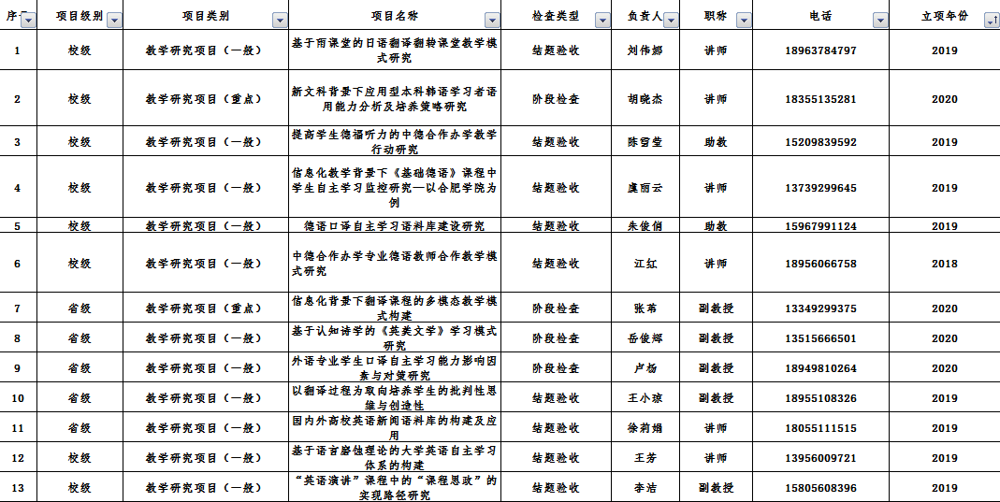 序号 项目级别 项目类别 项目名称 检查类型 负责人 职称 电话 立项年份
1 校级 教学研究项目（一般） 基于雨课堂的日语翻译翻转课堂教学模
式研究 结题验收 刘伟娜 讲师 18963784797 2019
2 校级 教学研究项目（重点） 新文科背景下应用型本科韩语学习者语
用能力分析及培养策略研究 阶段检查 胡晓杰 讲师 18355135281 2020
3 校级 教学研究项目（一般） 提高学生德福听力的中德合作办学教学
行动研究 结题验收 陈雪莹 助教 15209839592 2019
4 校级 教学研究项目（一般） 信息化教学背景下《基础德语》课程中
学生自主学习监控研究—以合肥学院为
例 结题验收 虞丽云 讲师 13739299645 2019
5 校级 教学研究项目（一般） 德语口译自主学习语料库建设研究 结题验收 朱俊俏 助教 15967991124 2019
6 校级 教学研究项目（一般） 中德合作办学专业德语教师合作教学模
式研究 结题验收 江红 讲师 18956066758 2018
7 省级 教学研究项目（重点） 信息化背景下翻译课程的多模态教学模
式构建 阶段检查 张 副教授 13349299375 2020
8 省级 教学研究项目（一般） 基于认知诗学的《英美文学》学习模式
研究 阶段检查 岳俊辉 副教授 13515666501 2020
9 省级 教学研究项目（一般） 外语专业学生口译自主学习能力影响因
素与对策研究 阶段检查 卢杨 副教授 18949810264 2020
10 省级 教学研究项目（一般） 以翻译过程为取向培养学生的批判性思
维与创造性 结题验收 王小琼 副教授 18955108326 2019
11 省级 教学研究项目（一般） 国内外高校英语新闻语料库的构建及应
用 结题验收 徐莉娟 讲师 18055111515 2019
12 校级 教学研究项目（一般） 基于语言磨蚀理论的大学英语自主学习
体系的构建 结题验收 王芳 讲师 13956009721 2019
13 校级 教学研究项目（一般） “英语演讲”课程中的“课程思政”的
实现路径研究 结题验收 李洁 副教授 15805608396 2019